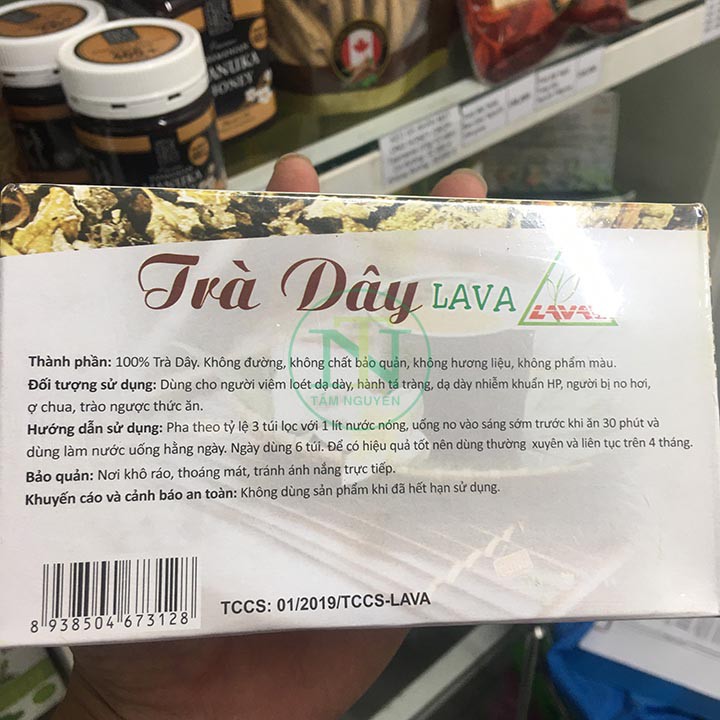 MANUKA
HONEY
Trà Dây LAVA
LAVA
TN
TÂM NGUYÊN
Thành phần: 100% Trà Dây. Không đường, không chất bảo quản, không hương liệu, không phẩm màu.
Đối tượng sử dụng: Dùng cho người viêm loét dạ dày, hành tá tràng, dạ dày nhiễm khuẩn HP, người bị no hơi,
ợ chua, trào ngược thức ăn.
Hướng dẫn sử dụng: Pha theo tỷ lệ 3 túi lọc với 1 lít nước nóng, uống no vào sáng sớm trước khi ăn 30 phút và
dùng làm nước uống hằng ngày. Ngày dùng 6 túi. Để có hiệu quả tốt nên dùng thường xuyên và liên tục trên 4 tháng.
Bảo quản: Nơi khô ráo, thoáng mát, tránh ánh nắng trực tiếp.
Khuyến cáo và cảnh báo an toàn: Không dùng sản phẩm khi đã hết hạn sử dụng.
8 938504 673128
TCCS: 01/2019/TCCS-LAVA